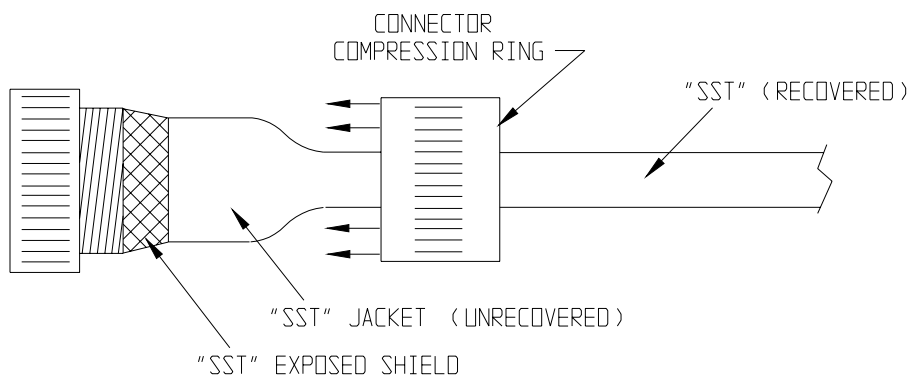 CONNECTOR
COMPRESSION RING
"SST" (RECOVERED)
"SST" JACKET (UNRECOVERED)
"SST" EXPOSED SHIELD